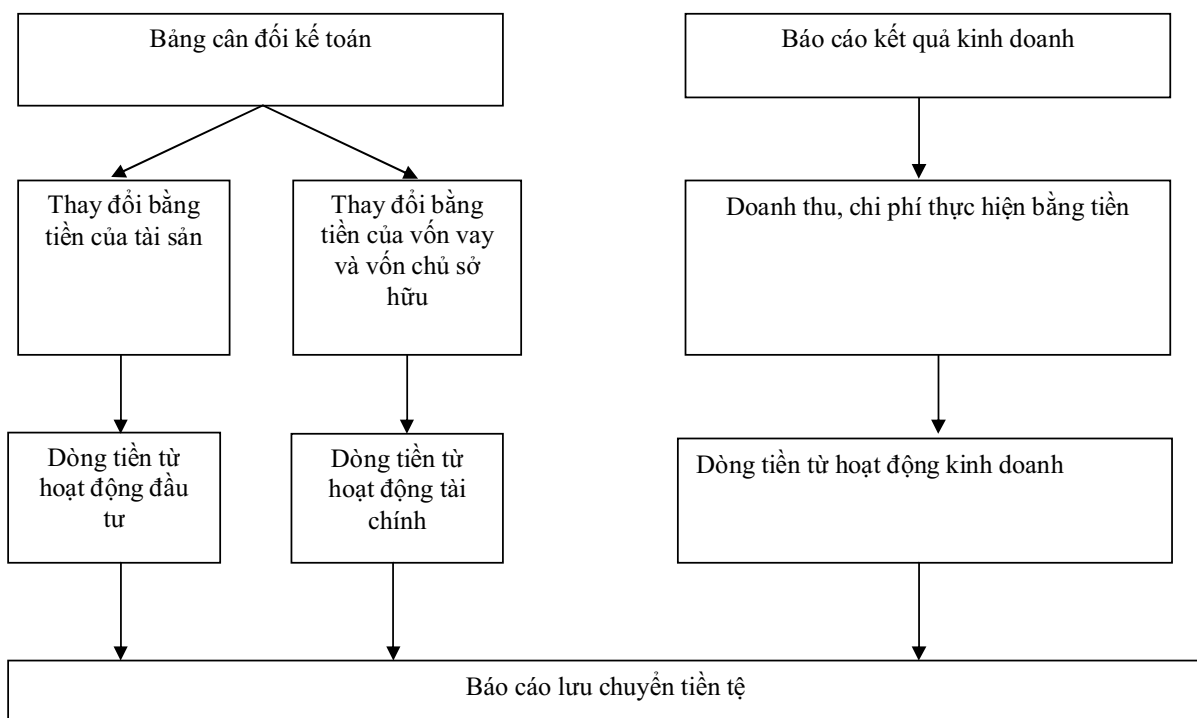 Bảng cân đối kế toán
Báo cáo kết quả kinh doanh
Thay đổi bằng
tiền của tài sản
Thay đổi bằng
tiền của vốn vay
và vốn chủ sở
hữu
Doanh thu, chi phí thực hiện bằng tiền
Dòng tiền từ
hoạt động đầu
tư
Dòng tiền từ
hoạt động tài
chính
Dòng tiền từ hoạt động kinh doanh
Báo cáo lưu chuyển tiền tệ